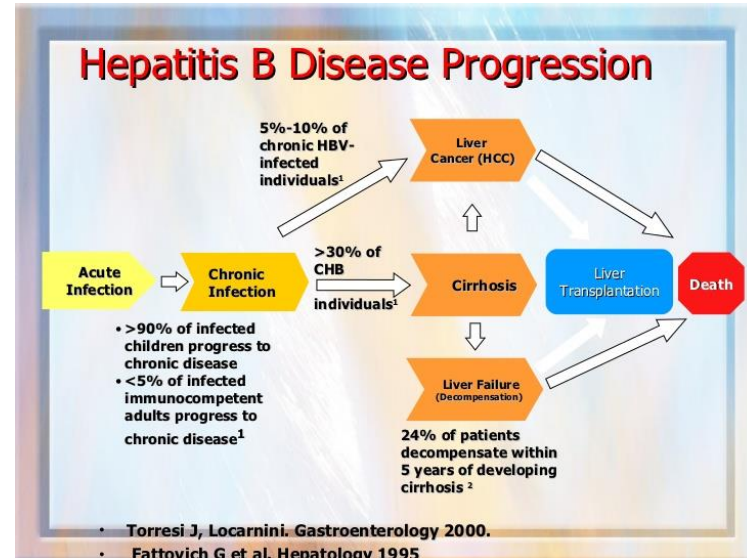 Hepatitis B Disease Progression
5%-10% of
chronic HBV-
infected
individuals¹
Liver
Cancer (HCC)
Acute
Infection
Chronic
Infection
>30% of
CHB
individuals¹
Cirrhosis
Liver
Transplantation
Death
• >90% of infected
children progress to
chronic disease
• <5% of infected
immunocompetent
adults progress to
chronic disease¹
Liver Failure
(Decompensation)
24% of patients
decompensate within
5 years of developing
cirrhosis ²
• Torresi J, Locarnini. Gastroenterology 2000.
• Fattovich G et al. Hepatology 1995